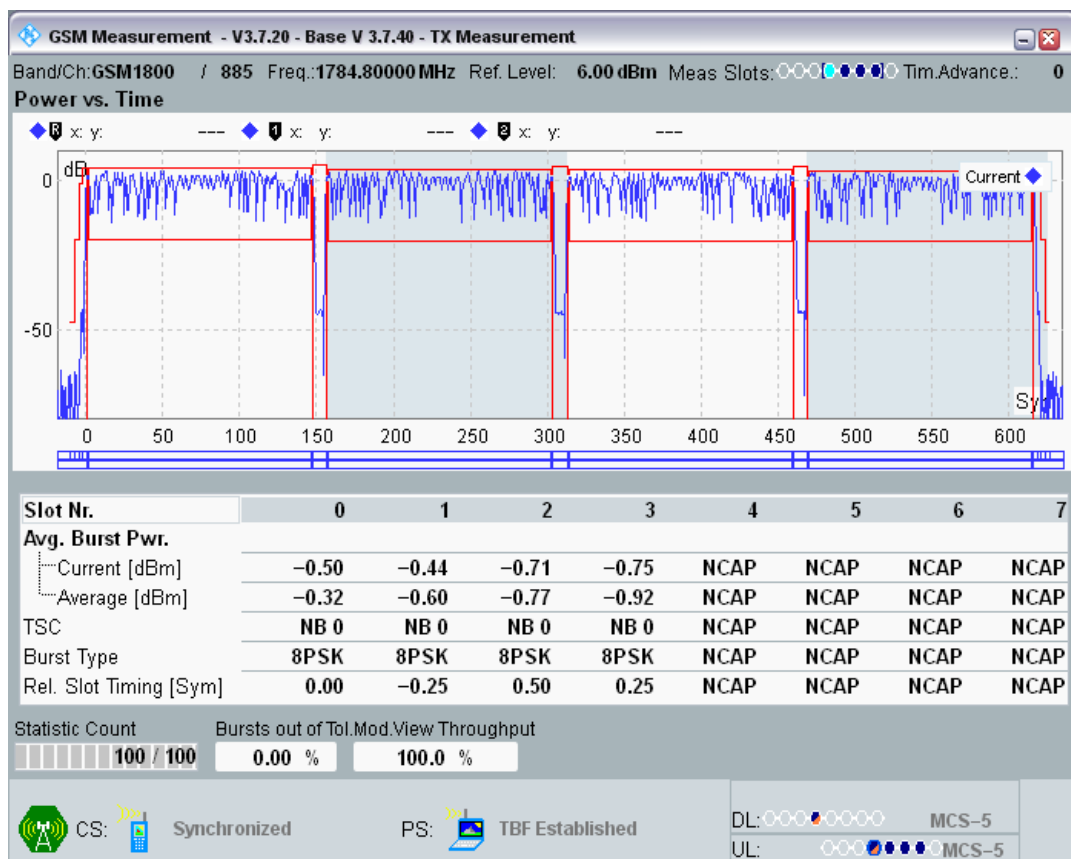 GSM Measurement - V3.7.20 - Base V 3.7.40 - TX Measurement
Band/Ch:GSM1800 / 885 Freq.:1784.80000 MHz Ref. Level: 6.00 dBm Meas Slots: Tim.Advance.: 0
Power vs. Time
R x: y: --- 1 x: y: --- 2 x: y: ---
dB
Current
0
-50
Sy
0 50 100 150 200 250 300 350 400 450 500 550 600
Slot Nr. 0 1 2 3 4 5 6 7
Avg. Burst Pwr.
Current [dBm] −0.50 −0.44 −0.71 −0.75 NCAP NCAP NCAP NCAP
Average [dBm] −0.32 −0.60 −0.77 −0.92 NCAP NCAP NCAP NCAP
TSC NB 0 NB 0 NB 0 NB 0 NCAP NCAP NCAP NCAP
Burst Type 8PSK 8PSK 8PSK 8PSK NCAP NCAP NCAP NCAP
Rel. Slot Timing [Sym] 0.00 −0.25 0.50 0.25 NCAP NCAP NCAP NCAP
Statistic Count Bursts out of Tol.Mod.View Throughput
100 / 100 0.00 % 100.0 %
CS: Synchronized PS: TBF Established DL: MCS−5
UL: MCS−5